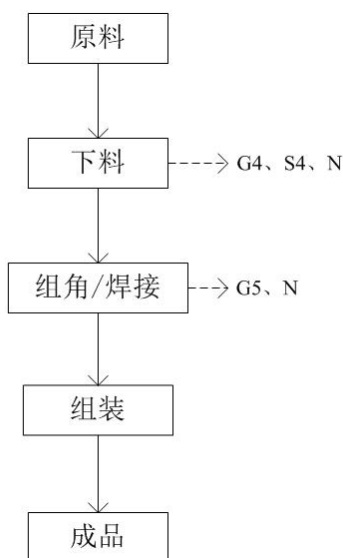 原料
下料
G4、S4、N
组角/焊接
G5、N
组装
成品